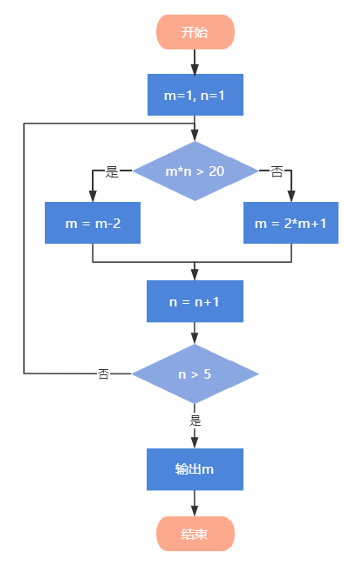 开始
m=1, n=1
m*n > 20
是
否
m = m-2
m = 2*m+1
n = n+1
n > 5
否
是
输出m
结束